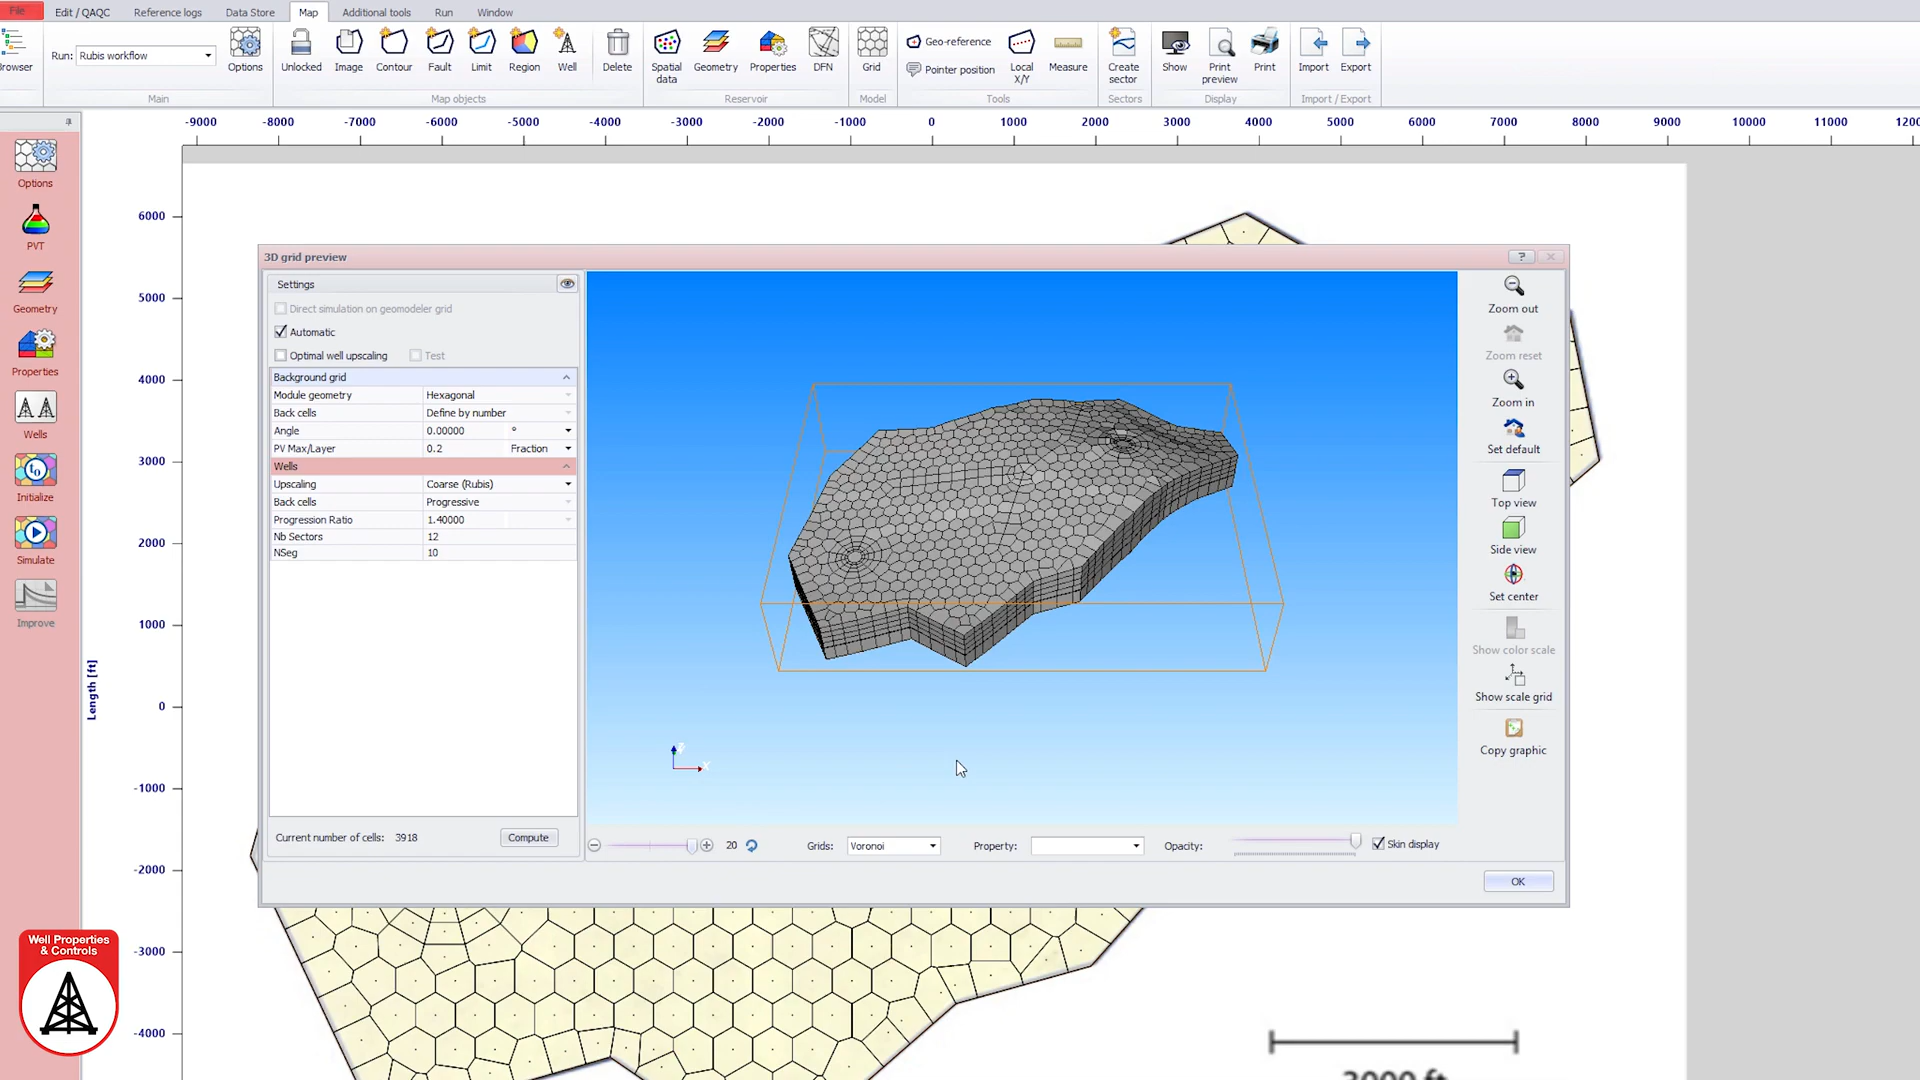 File
Edit / QAQC
Reference logs
Data Store
Map
Additional tools
Run
Window
Browser
Run:
Rubis workflow
Options
Unlocked
Image
Contour
Fault
Limit
Region
Well
Delete
Spatial
data
Geometry
Properties
DFN
Grid
Geo-reference
Pointer position
Local
X/Y
Measure
Create
sector
Show
Print
preview
Print
Import
Export
Main
Map objects
Reservoir
Model
Tools
Sectors
Display
Import / Export
-9000
-8000
-7000
-6000
-5000
-4000
-3000
-2000
-1000
0
1000
2000
3000
4000
5000
6000
7000
8000
9000
10000
11000
1200
6000
5000
4000
3000
2000
1000
0
-1000
-2000
-3000
-4000
Length [ft]
Options
PVT
Geometry
Properties
Wells
Initialize
Simulate
Improve
Well Properties
& Controls
3D grid preview
?
Settings
Direct simulation on geomodeler grid
Automatic
Optimal well upscaling
Test
Background grid
Module geometry Hexagonal
Back cells Define by number
Angle 0.00000 °
PV Max/Layer 0.2 Fraction
Wells
Upscaling Coarse (Rubis)
Back cells Progressive
Progression Ratio 1.40000
Nb Sectors 12
NSeg 10
Current number of cells: 3918
Compute
X
20
Grids: Voronoi
Property:
Opacity:
Skin display
Zoom out
Zoom reset
Zoom in
Set default
Top view
Side view
Set center
Show color scale
Show scale grid
Copy graphic
OK
3000 ft